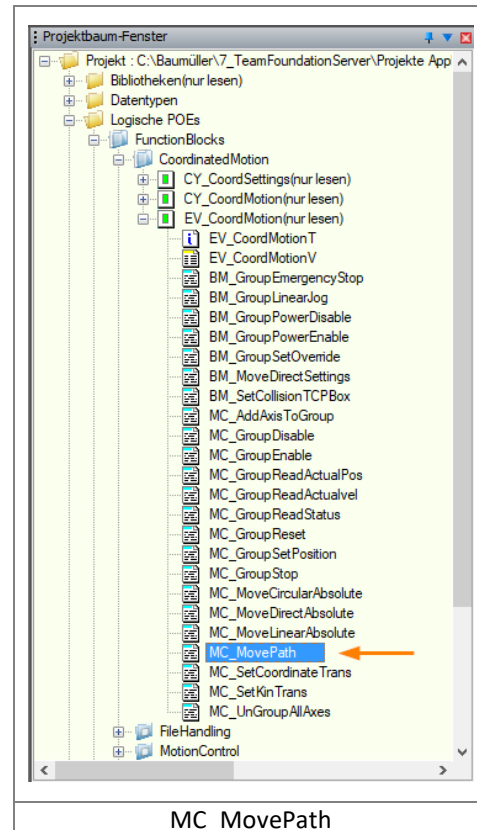 Projektbaum-Fenster
Projekt : C:\Baumüller\7_TeamFoundationServer\Projekte App
Bibliotheken(nur lesen)
Datentypen
Logische POEs
FunctionBlocks
CoordinatedMotion
CY_CoordSettings(nur lesen)
CY_CoordMotion(nur lesen)
EV_CoordMotion(nur lesen)
EV_CoordMotionT
EV_CoordMotionV
BM_GroupEmergencyStop
BM_GroupLinearJog
BM_GroupPowerDisable
BM_GroupPowerEnable
BM_GroupSetOverride
BM_MoveDirectSettings
BM_SetCollisionTCPBox
MC_AddAxisToGroup
MC_GroupDisable
MC_GroupEnable
MC_GroupReadActualPos
MC_GroupReadActualvel
MC_GroupReadStatus
MC_GroupReset
MC_GroupSetPosition
MC_GroupStop
MC_MoveCircularAbsolute
MC_MoveDirectAbsolute
MC_MoveLinearAbsolute
MC_MovePath
MC_SetCoordinateTrans
MC_SetKinTrans
MC_UnGroupAllAxes
FileHandling
MotionControl
MC_MovePath